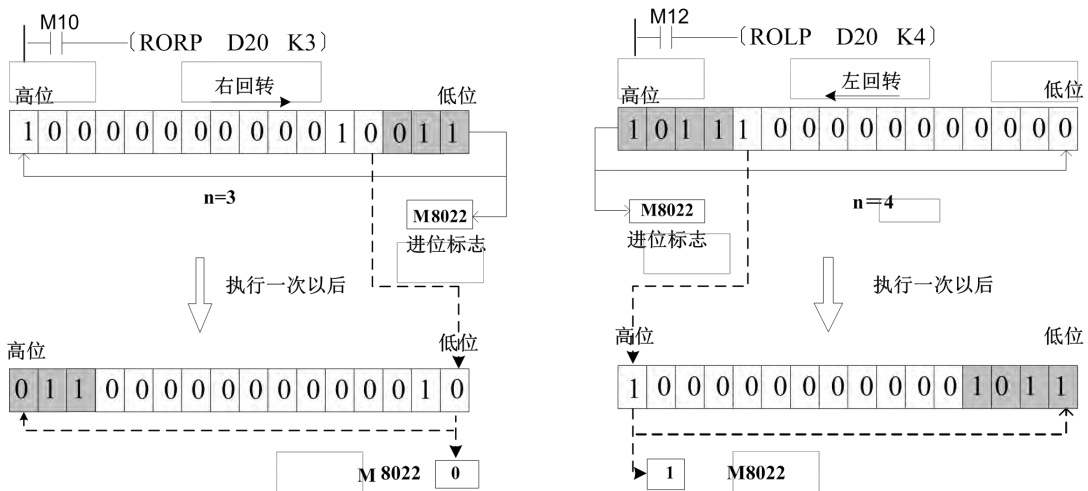 M10
RORP D20 K3
右回转
高位 低位
1 0 0 0 0 0 0 0 0 0 0 1 0 0 1 1
n=3
M8022
进位标志
执行一次以后
高位 低位
0 1 1 0 0 0 0 0 0 0 0 0 0 0 1 0
M 8022 0
M12
ROLP D20 K4
左回转
高位 低位
1 0 1 1 1 0 0 0 0 0 0 0 0 0 0 0
n=4
M8022
进位标志
执行一次以后
高位 低位
1 0 0 0 0 0 0 0 0 0 0 0 1 0 1 1
1 M8022